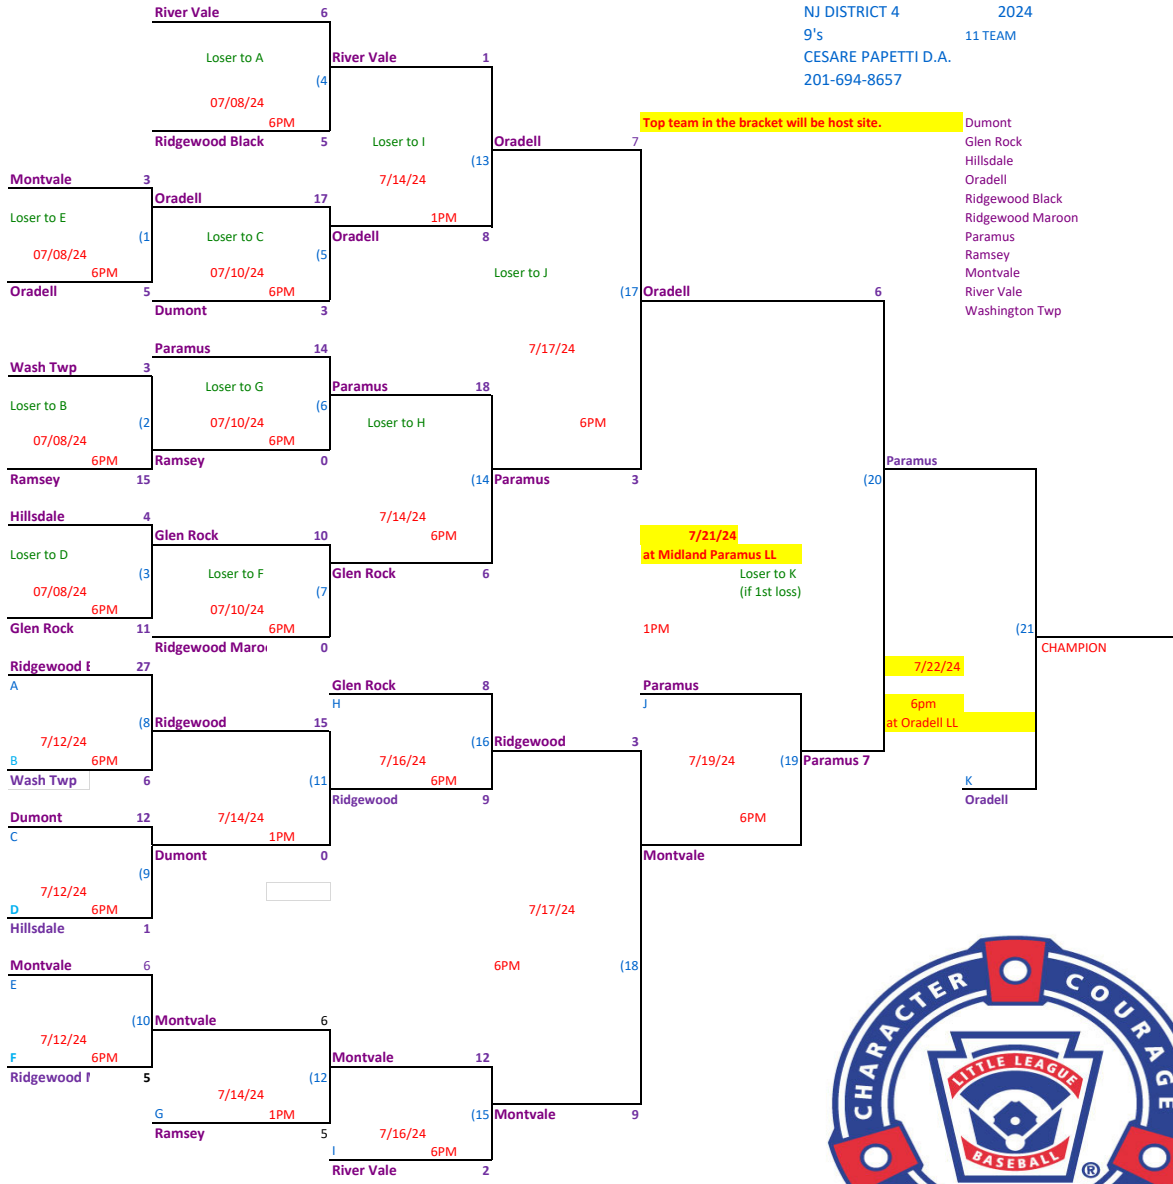 River Vale 6
NJ DISTRICT 4 2024
9's 11 TEAM
CESARE PAPETTI D.A.
201-694-8657
Loser to A
River Vale 1
(4
07/08/24
6PM
Ridgewood Black 5
Top team in the bracket will be host site.
Dumont
Glen Rock
Hillsdale
Oradell
Ridgewood Black
Ridgewood Maroon
Paramus
Ramsey
Montvale
River Vale
Washington Twp
Loser to I
Oradell 7
(13
7/14/24
1PM
Montvale 3
Oradell 17
Loser to E
(1
Loser to C
Oradell 8
(5
07/08/24
6PM
07/10/24
6PM
Oradell 5
Dumont 3
Loser to J
(17
Oradell 6
7/17/24
6PM
Paramus 14
Wash Twp 3
Loser to G
Paramus 18
(6
Loser to B
(2
07/10/24
6PM
Loser to H
07/08/24
6PM
Ramsey 0
Ramsey 15
(14
Paramus 3
(20
Paramus
Hillsdale 4
7/14/24
6PM
Glen Rock 10
Loser to D
(3
Loser to F
Glen Rock 6
(7
07/08/24
6PM
07/10/24
6PM
Glen Rock 11
Ridgewood Maro 0
7/21/24
at Midland Paramus LL
Loser to K
(if 1st loss)
1PM
(21
CHAMPION
Ridgewood E 27
A
Glen Rock 8
H
Paramus
J
7/22/24
6pm
at Oradell LL
(8
Ridgewood 15
(16
Ridgewood 3
7/12/24
B 6PM
Wash Twp 6
7/16/24
6PM
7/19/24
(19
Paramus 7
(11
Ridgewood 9
K
Oradell
Dumont 12
C
7/14/24
1PM
6PM
Dumont 0
Montvale
(9
7/12/24
D 6PM
Hillsdale 1
7/17/24
6PM
(18
Montvale 6
E
(10
Montvale 6
7/12/24
F 6PM
Ridgewood 5
Montvale 12
(12
7/14/24
G 1PM
Ramsey 5
(15
Montvale 9
7/16/24
I 6PM
River Vale 2
CHARACTER COURAGE
LITTLE LEAGUE
BASEBALL
®